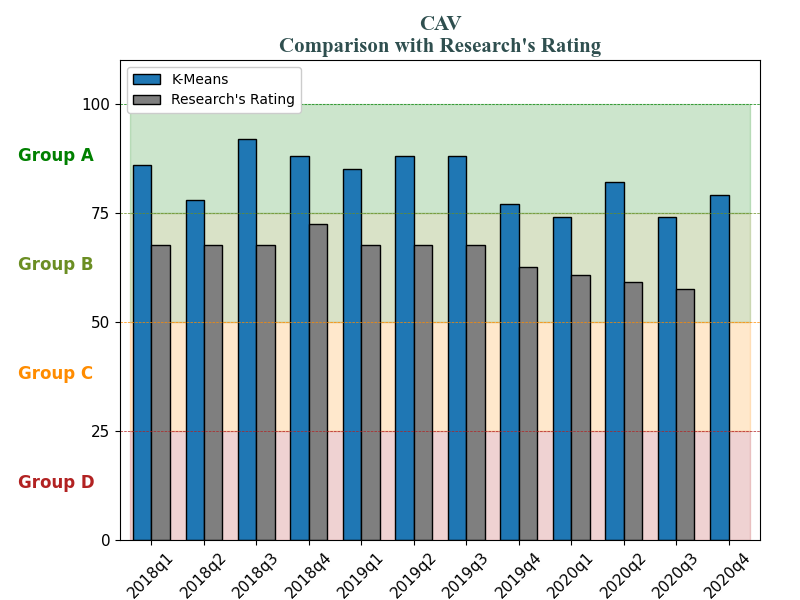 CAV
Comparison with Research's Rating
K-Means
Research's Rating
100
Group A
75
Group B
50
Group C
25
Group D
0
2018q1 2018q2 2018q3 2018q4 2019q1 2019q2 2019q3 2019q4 2020q1 2020q2 2020q3 2020q4